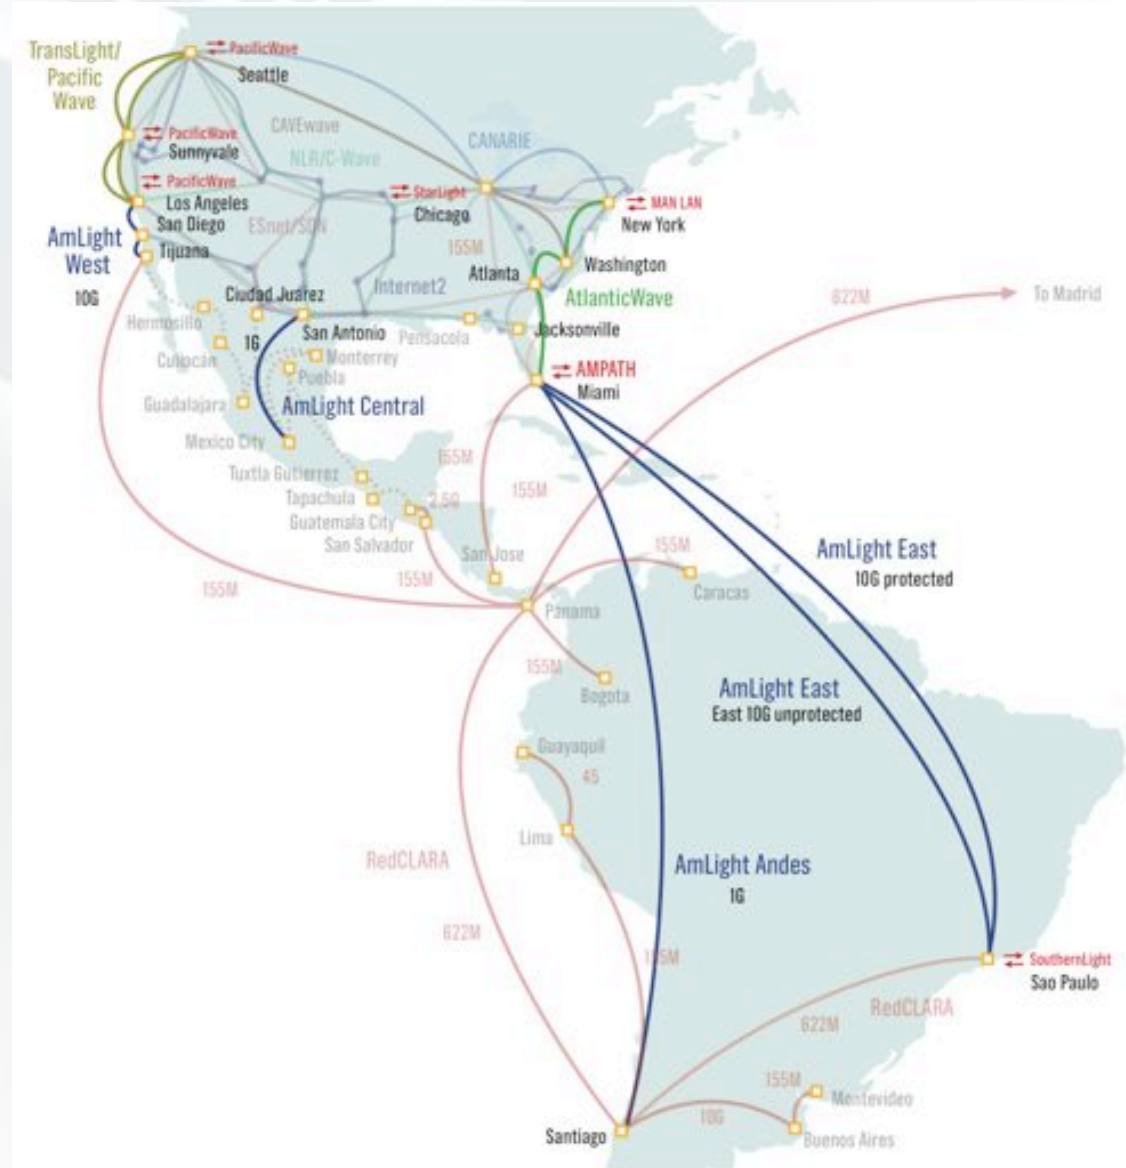 TransLight/
Pacific
Wave
PacificWave
Seattle
CAVEwave
CANARIE
PacificWave
Sunnyvale
NLR/C-Wave
PacificWave
Los Angeles
StarLight
Chicago
MAN LAN
New York
San Diego
ESnet/SDN
AmLight
West
Tijuana
155M
Atlanta
Washington
10G
Internet2
AtlanticWave
Ciudad Juarez
622M
To Madrid
Hermosillo
1G
San Antonio
Pensacola
Jacksonville
Culiacan
Monterrey
Puebla
AMPATH
Miami
Guadalajara
AmLight Central
Mexico City
155M
Tuxtla Gutierrez
155M
Tapachula
2.5G
Guatemala City
San Salvador
San Jose
155M
AmLight East
10G protected
155M
155M
Caracas
Panama
155M
Bogota
AmLight East
East 10G unprotected
Guayaquil
45
Lima
RedCLARA
AmLight Andes
1G
622M
155M
SouthernLight
Sao Paulo
RedCLARA
622M
155M
Montevideo
10G
Santiago
Buenos Aires